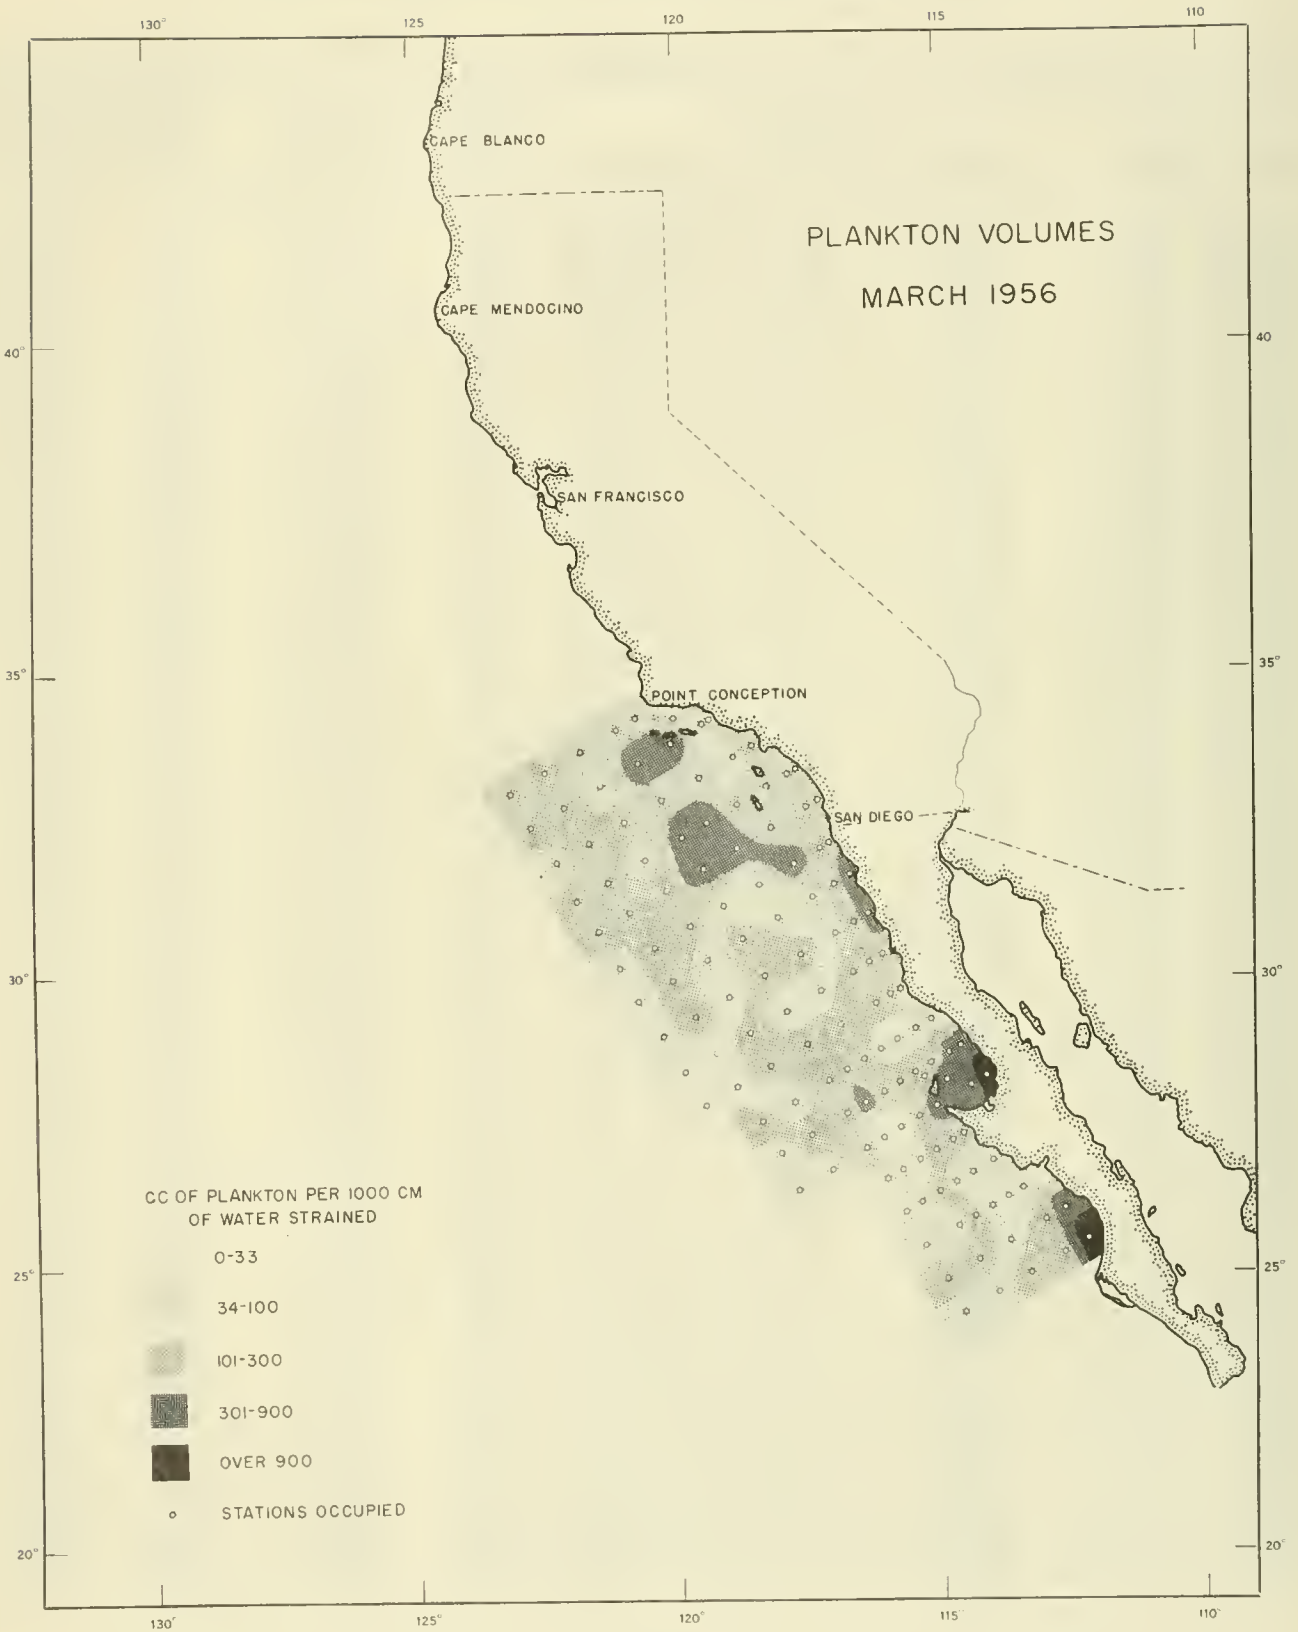 130° 125 120 115 110
CAPE BLANCO
PLANKTON VOLUMES
MARCH 1956
CAPE MENDOCINO
40° 40
SAN FRANCISCO
35° 35°
POINT CONCEPTION
SAN DIEGO
30° 30°
CC OF PLANKTON PER 1000 CM
OF WATER STRAINED
0-33
25° 25°
34-100
101-300
301-900
OVER 900
STATIONS OCCUPIED
20° 20°
130° 125° 120° 115° 110°